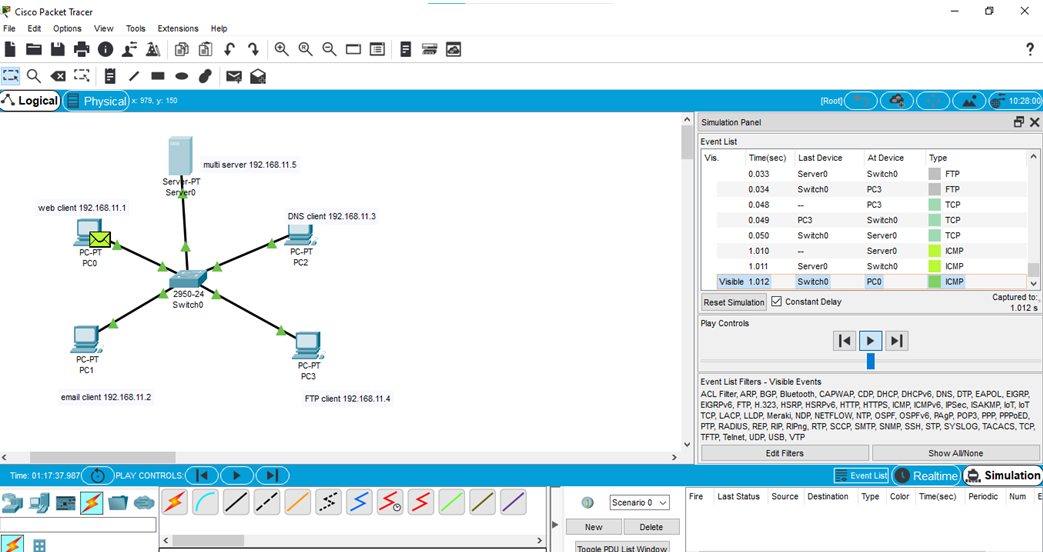 Cisco Packet Tracer
File Edit Options View Tools Extensions Help
?
Logical Physical x: 979, y: 150 [Root] 10:28:00
Simulation Panel
Event List
Vis. Time(sec) Last Device At Device Type
0.033 Server0 Switch0 FTP
0.034 Switch0 PC3 FTP
0.048 -- PC3 TCP
0.049 PC3 Switch0 TCP
0.050 Switch0 Server0 TCP
1.010 -- Server0 ICMP
1.011 Server0 Switch0 ICMP
Visible 1.012 Switch0 PC0 ICMP
Reset Simulation Constant Delay Captured to:
1.012 s
Play Controls
Event List Filters - Visible Events
ACL Filter, ARP, BGP, Bluetooth, CAPWAP, CDP, DHCP, DHCPv6, DNS, DTP, EAPOL, EIGRP,
EIGRPv6, FTP, H.323, HSRP, HSRPv6, HTTP, HTTPS, ICMP, ICMPv6, IPSec, ISAKMP, IoT, IoT
TCP, LACP, LLDP, Meraki, NDP, NETFLOW, NTP, OSPF, OSPFv6, PAgP, POP3, PPP, PPPoED,
PTP, RADIUS, REP, RIP, RIPng, RTP, SCCP, SMTP, SNMP, SSH, STP, SYSLOG, TACACS, TCP,
TFTP, Telnet, UDP, USB, VTP
Edit Filters Show All/None
multi server 192.168.11.5
Server-PT
Server0
web client 192.168.11.1
PC-PT
PC0
DNS client 192.168.11.3
PC-PT
PC2
2950-24
Switch0
PC-PT
PC1
email client 192.168.11.2
PC-PT
PC3
FTP client 192.168.11.4
Time: 01:17:37.987 PLAY CONTROLS: Event List Realtime Simulation
Scenario 0
New Delete
Toggle PDU List Window
Fire Last Status Source Destination Type Color Time(sec) Periodic Num